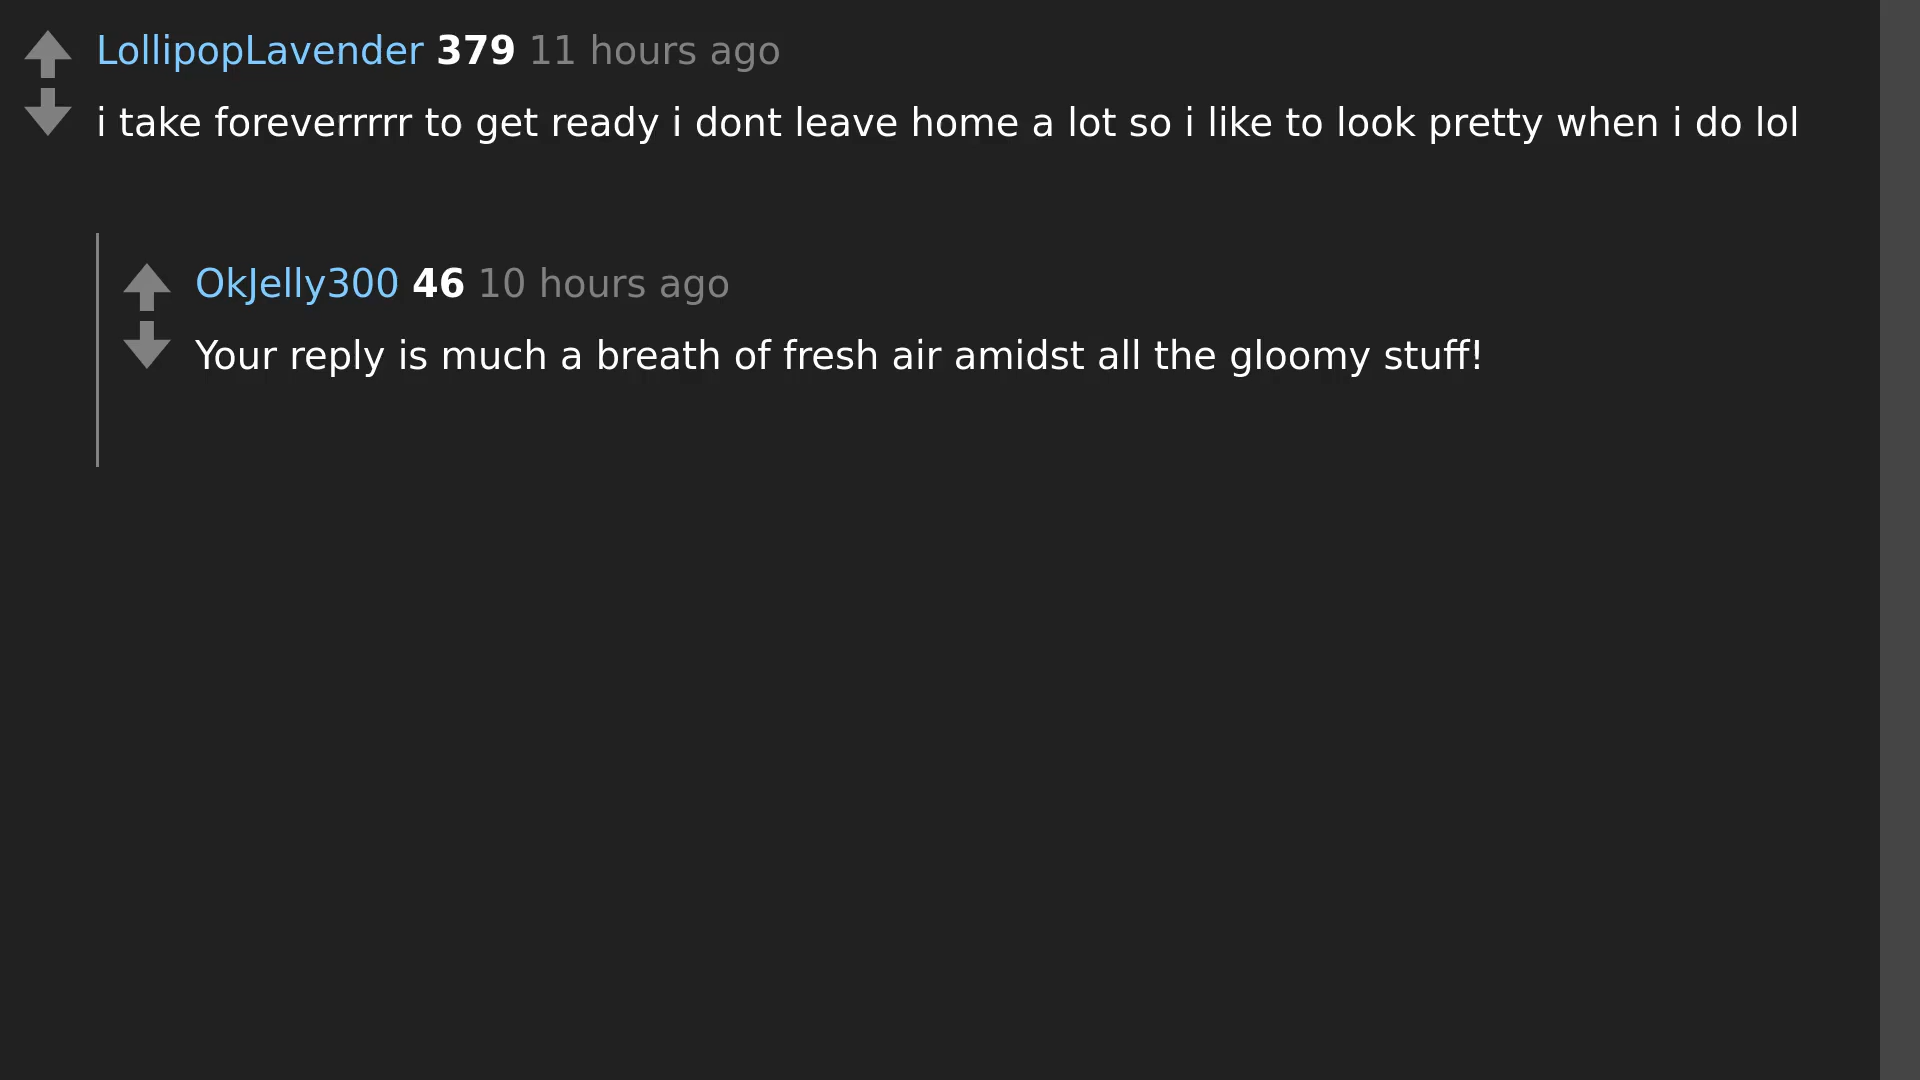 LollipopLavender 379 11 hours ago
i take foreverrrrr to get ready i dont leave home a lot so i like to look pretty when i do lol
OkJelly300 46 10 hours ago
Your reply is much a breath of fresh air amidst all the gloomy stuff!